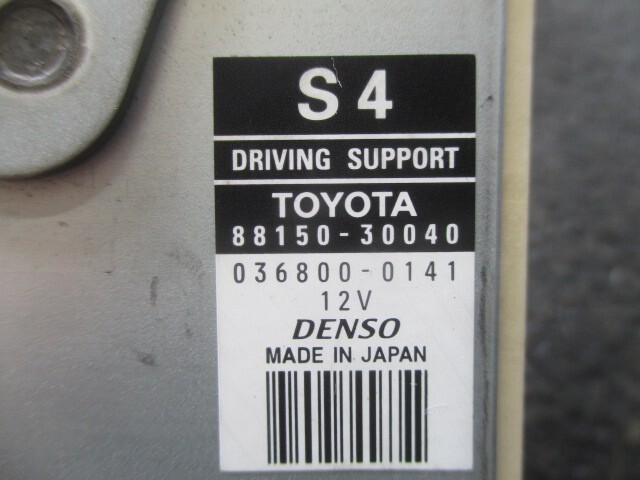 S4
DRIVING SUPPORT
TOYOTA
88150-30040
036800-0141
12V
DENSO
MADE IN JAPAN